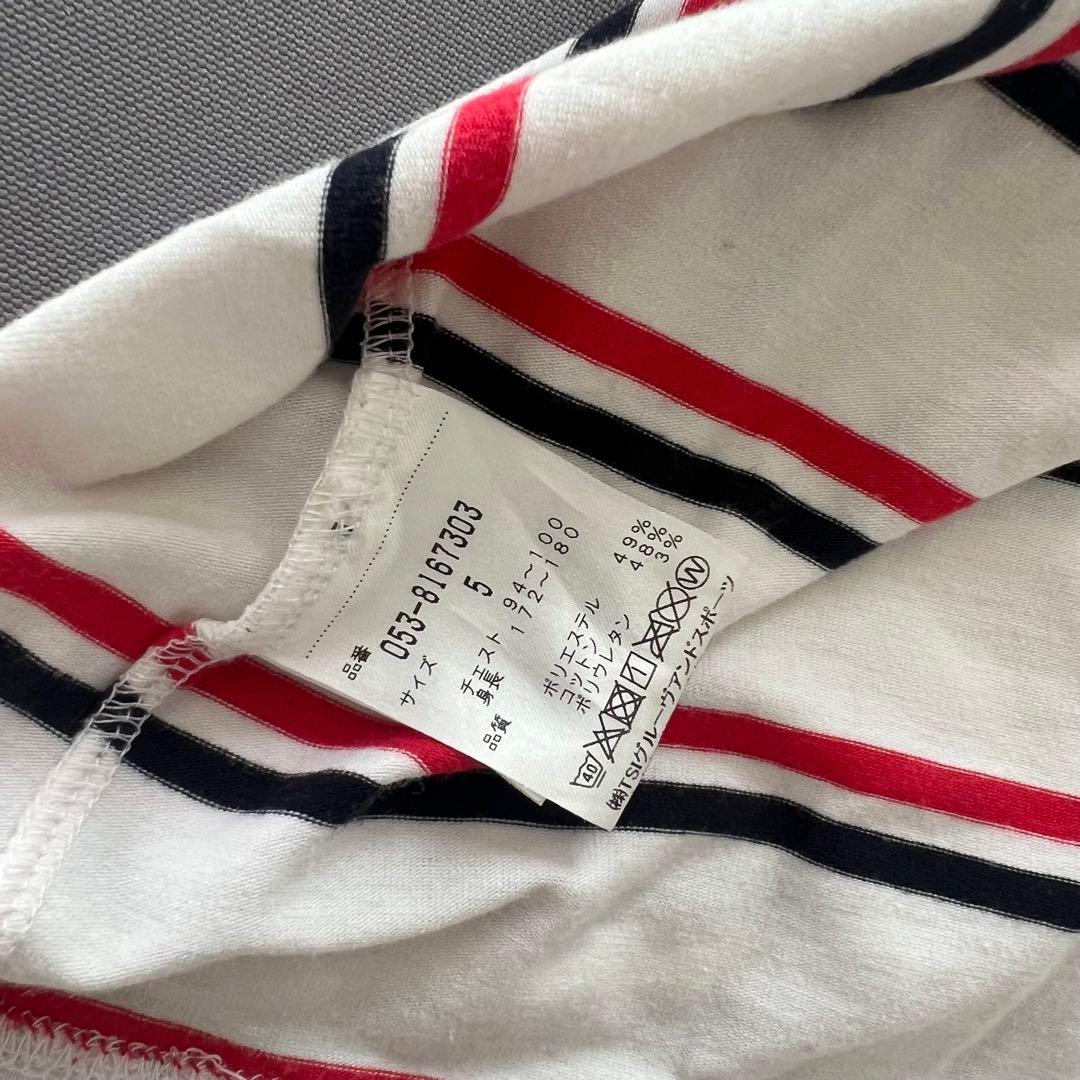 品番
053-8167303
サイズ 5
チェスト 94～100
身長 172～180
品質 ポリエステル 49%
コットン 48%
ポリウレタン 3%
40 W
(株)TSIグルーヴアンドスポーツ